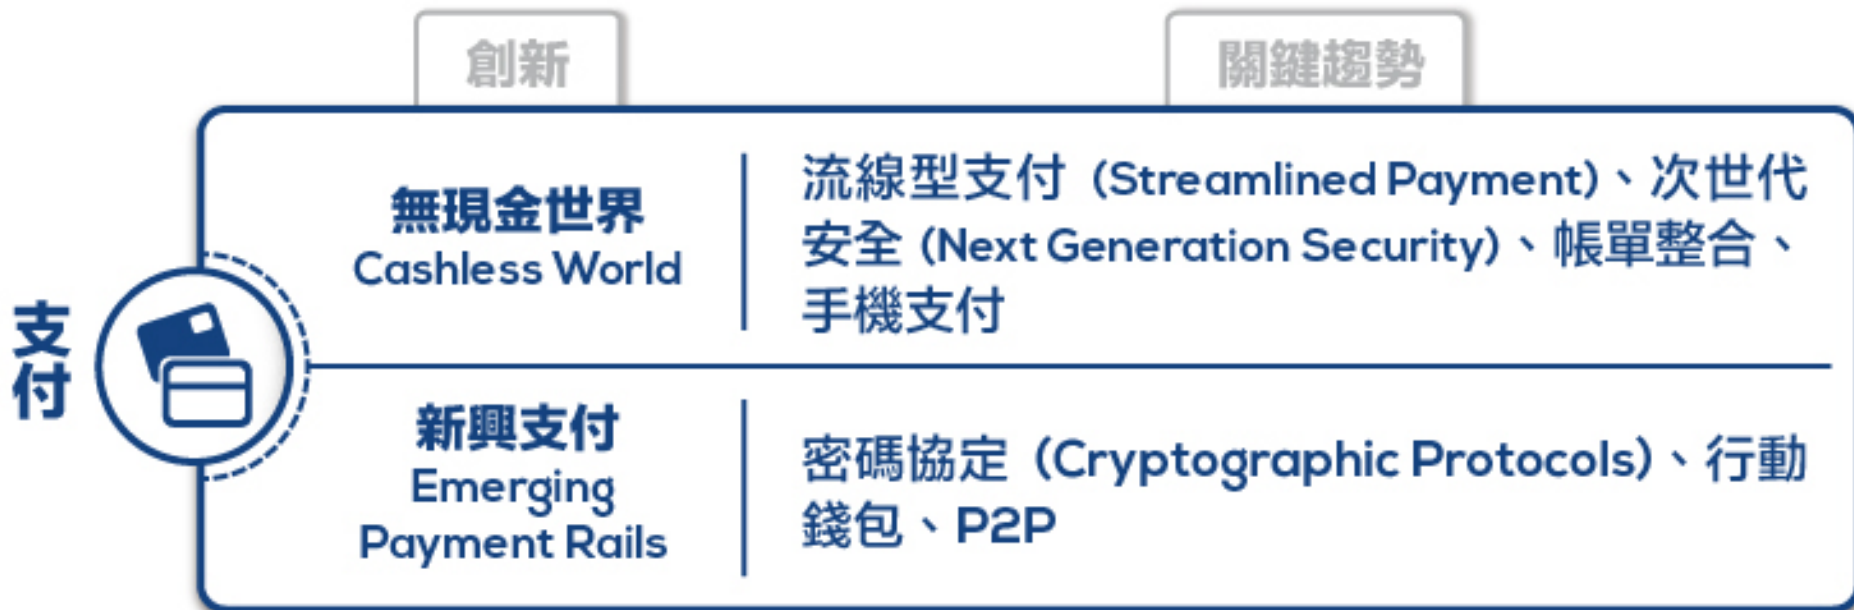 創新
關鍵趨勢
支付
無現金世界
Cashless World
流線型支付 (Streamlined Payment)、次世代
安全 (Next Generation Security)、帳單整合、
手機支付
新興支付
Emerging
Payment Rails
密碼協定 (Cryptographic Protocols)、行動
錢包、P2P